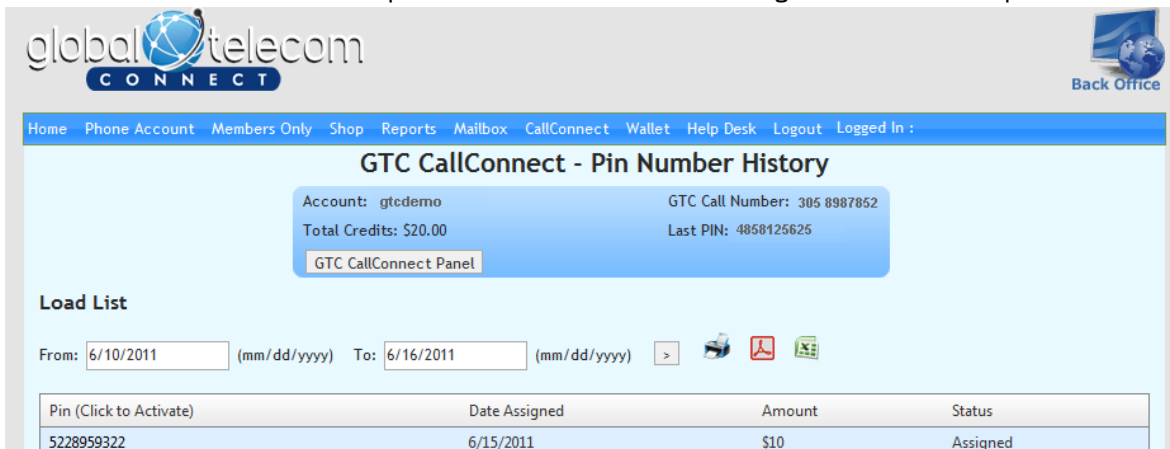 global telecom
CONNECT
Back Office
Home Phone Account Members Only Shop Reports Mailbox CallConnect Wallet Help Desk Logout Logged In :
GTC CallConnect - Pin Number History
Account: gtcdemo GTC Call Number: 305 8987852
Total Credits: $20.00 Last PIN: 4858125625
GTC CallConnect Panel
Load List
From: 6/10/2011 (mm/dd/yyyy) To: 6/16/2011 (mm/dd/yyyy) >
Pin (Click to Activate) Date Assigned Amount Status
5228959322 6/15/2011 $10 Assigned